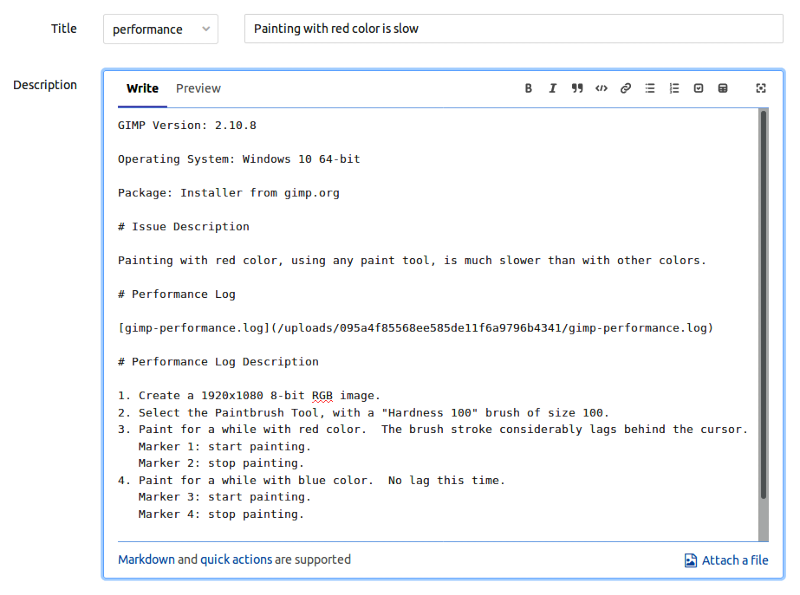 Title performance Painting with red color is slow
Description
Write Preview
GIMP Version: 2.10.8
Operating System: Windows 10 64-bit
Package: Installer from gimp.org
# Issue Description
Painting with red color, using any paint tool, is much slower than with other colors.
# Performance Log
[gimp-performance.log](/uploads/095a4f85568ee585de11f6a9796b4341/gimp-performance.log)
# Performance Log Description
1. Create a 1920x1080 8-bit RGB image.
2. Select the Paintbrush Tool, with a "Hardness 100" brush of size 100.
3. Paint for a while with red color.  The brush stroke considerably lags behind the cursor.
Marker 1: start painting.
Marker 2: stop painting.
4. Paint for a while with blue color.  No lag this time.
Marker 3: start painting.
Marker 4: stop painting.
Markdown and quick actions are supported
Attach a file